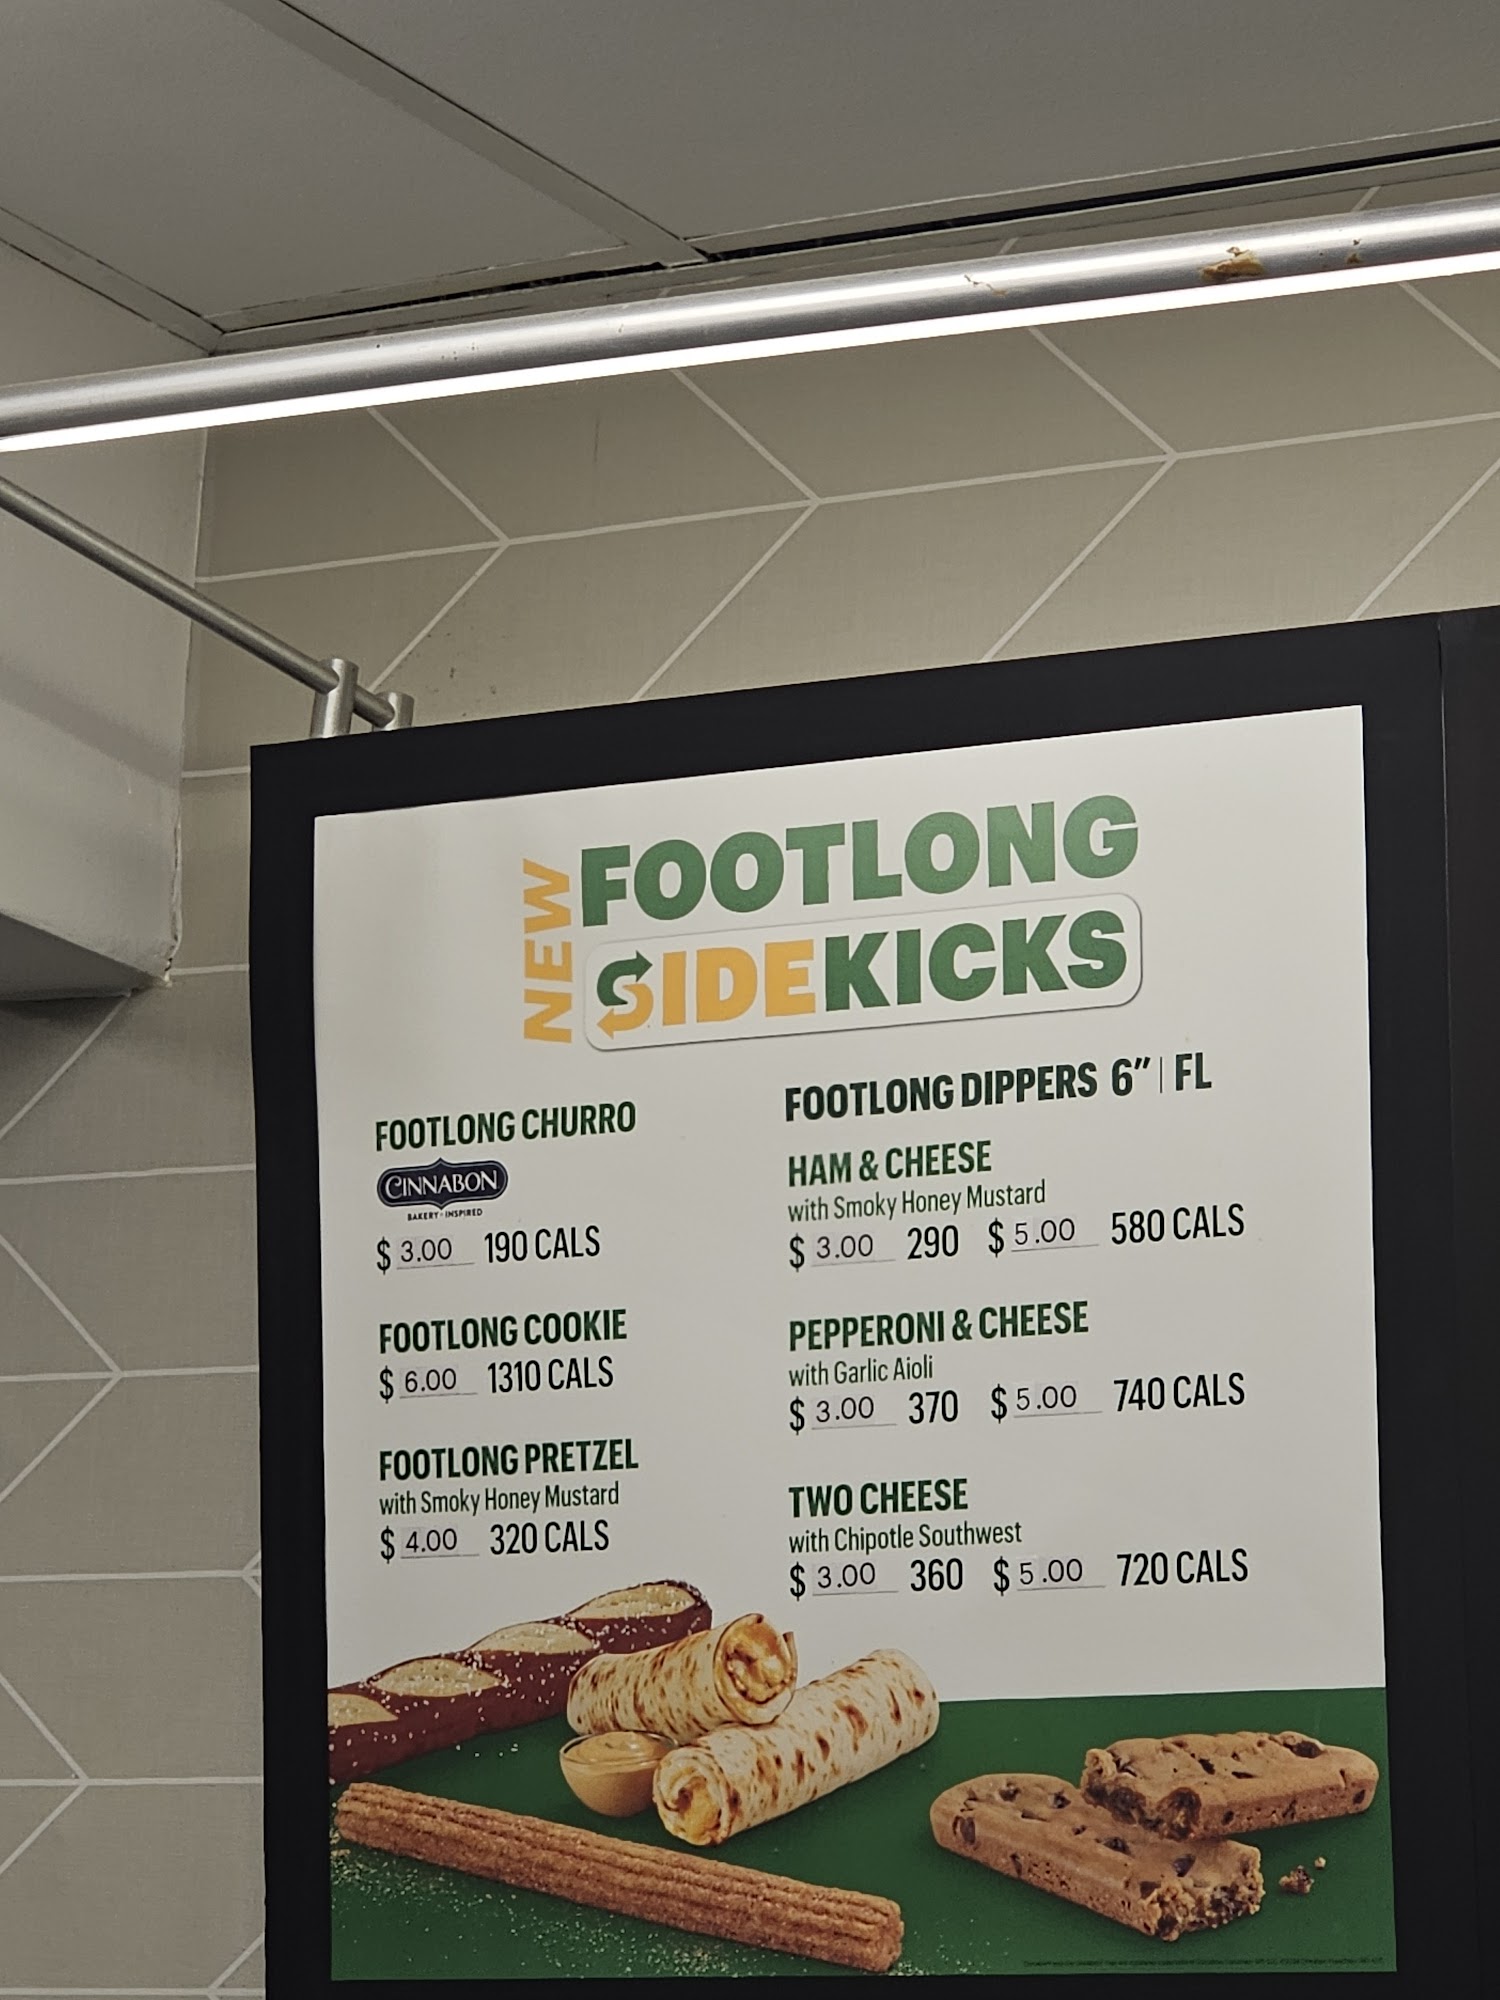 NEW
FOOTLONG
SIDEKICKS
FOOTLONG CHURRO
CINNABON
BAKERY • INSPIRED
$ 3.00 190 CALS
FOOTLONG COOKIE
$ 6.00 1310 CALS
FOOTLONG PRETZEL
with Smoky Honey Mustard
$ 4.00 320 CALS
FOOTLONG DIPPERS 6" | FL
HAM & CHEESE
with Smoky Honey Mustard
$ 3.00 290 $ 5.00 580 CALS
PEPPERONI & CHEESE
with Garlic Aioli
$ 3.00 370 $ 5.00 740 CALS
TWO CHEESE
with Chipotle Southwest
$ 3.00 360 $ 5.00 720 CALS